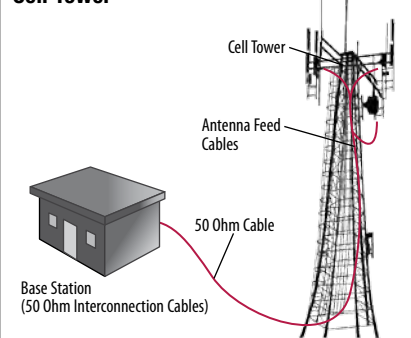 Cell Tower
Cell Tower
Antenna Feed
Cables
50 Ohm Cable
Base Station
(50 Ohm Interconnection Cables)